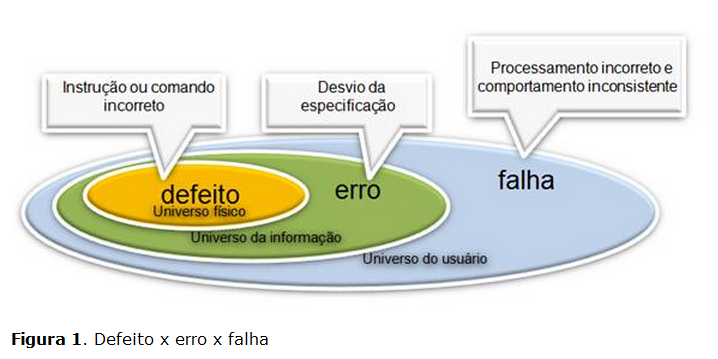 Instrução ou comando
incorreto
Desvio da
especificação
Processamento incorreto e
comportamento inconsistente
defeito
Universo físico
erro
falha
Universo da informação
Universo do usuário
Figura 1. Defeito x erro x falha